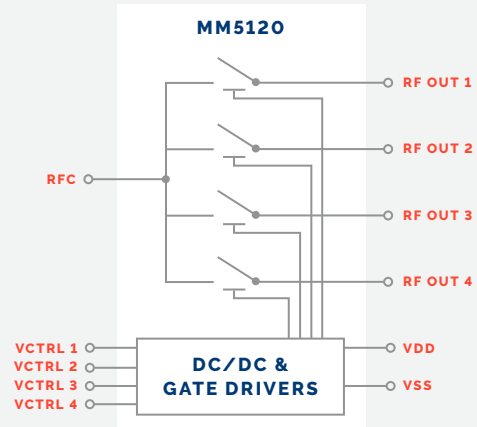 MM5120
RF OUT 1
RF OUT 2
RFC
RF OUT 3
RF OUT 4
VCTRL 1
VCTRL 2
VCTRL 3
VCTRL 4
DC/DC &
GATE DRIVERS
VDD
VSS